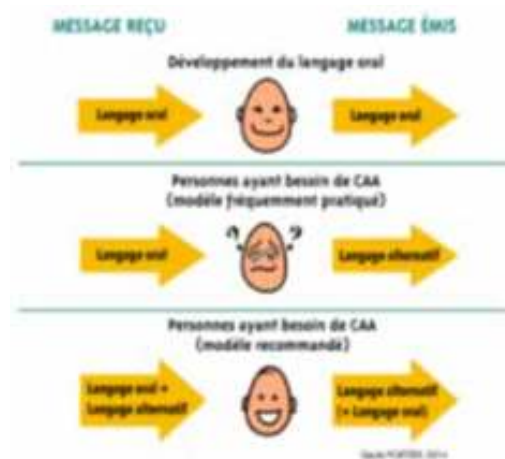 MESSAGE REÇU
MESSAGE ÉMIS
Développement du langage oral
Langage oral
Langage oral
Personnes ayant besoin de CAA
(modèle fréquemment pratiqué)
Langage oral
Langage alternatif
Personnes ayant besoin de CAA
(modèle recommandé)
Langage oral +
Langage alternatif
Langage alternatif
(+ Langage oral)